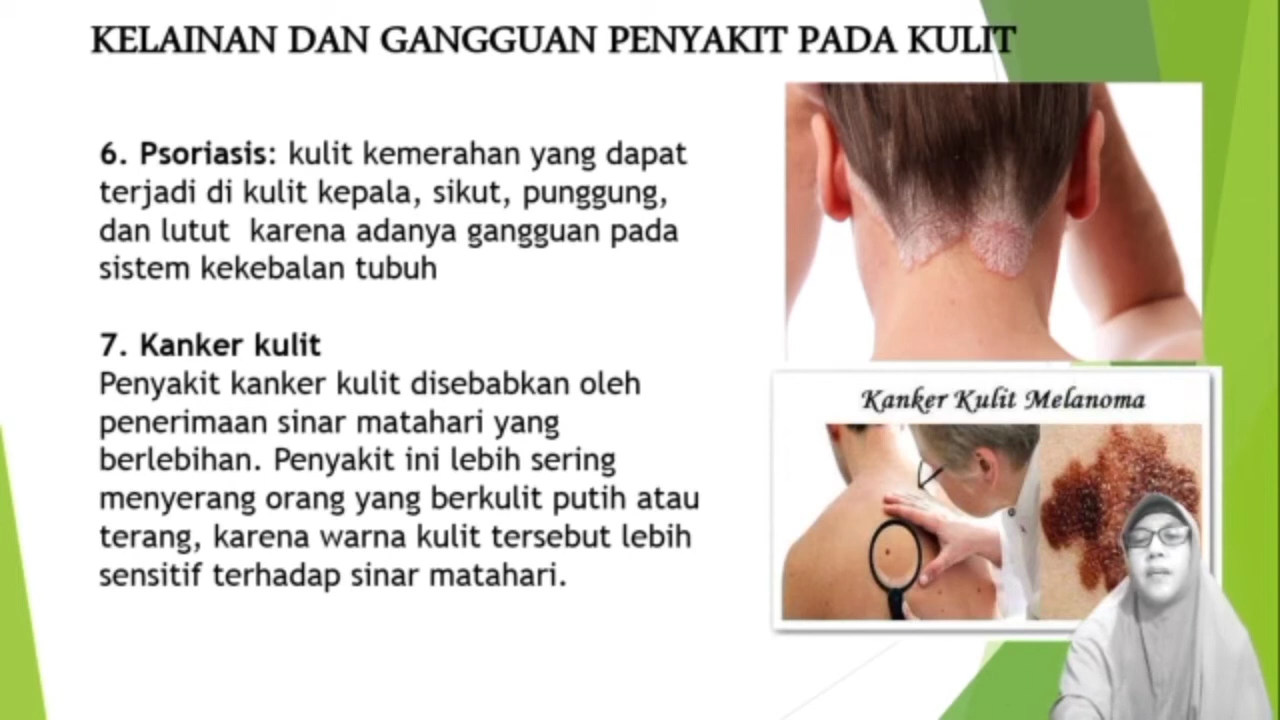 KELAINAN DAN GANGGUAN PENYAKIT PADA KULIT
6. Psoriasis: kulit kemerahan yang dapat
terjadi di kulit kepala, sikut, punggung,
dan lutut  karena adanya gangguan pada
sistem kekebalan tubuh
7. Kanker kulit
Penyakit kanker kulit disebabkan oleh
penerimaan sinar matahari yang
berlebihan. Penyakit ini lebih sering
menyerang orang yang berkulit putih atau
terang, karena warna kulit tersebut lebih
sensitif terhadap sinar matahari.
Kanker Kulit Melanoma